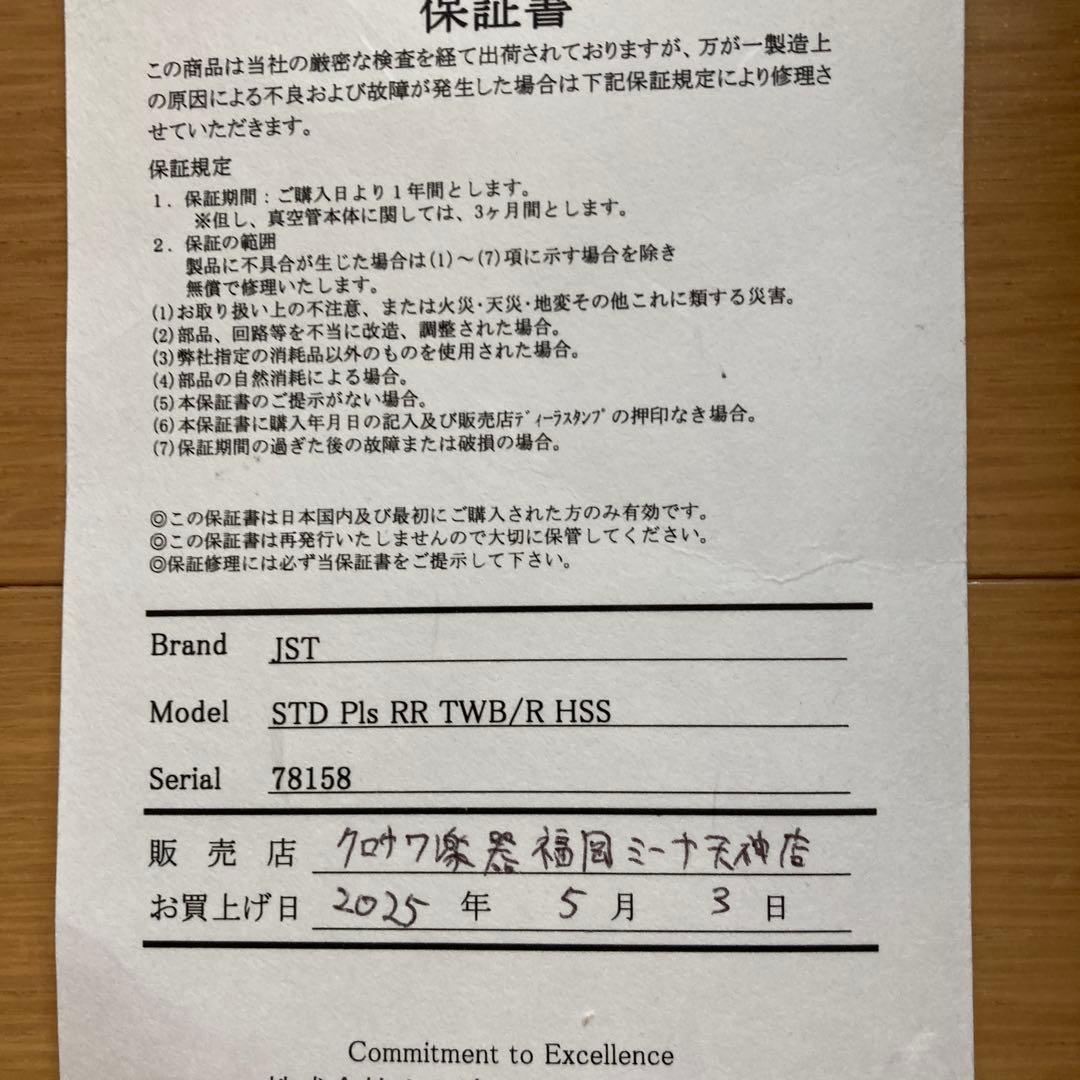 保証書
この商品は当社の厳密な検査を経て出荷されておりますが、万が一製造上
の原因による不良および故障が発生した場合は下記保証規定により修理さ
せていただきます。
保証規定
1．保証期間：ご購入日より1年間とします。
※但し、真空管本体に関しては、3ヶ月間とします。
2．保証の範囲
製品に不具合が生じた場合は(1)～(7)項に示す場合を除き
無償で修理いたします。
(1)お取り扱い上の不注意、または火災・天災・地変その他これに類する災害。
(2)部品、回路等を不当に改造、調整された場合。
(3)弊社指定の消耗品以外のものを使用された場合。
(4)部品の自然消耗による場合。
(5)本保証書のご提示がない場合。
(6)本保証書に購入年月日の記入及び販売店ﾃﾞｨｰﾗｽﾀﾝﾌﾟの押印なき場合。
(7)保証期間の過ぎた後の故障または破損の場合。
◎この保証書は日本国内及び最初にご購入された方のみ有効です。
◎この保証書は再発行いたしませんので大切に保管してください。
◎保証修理には必ず当保証書をご提示して下さい。
Brand JST
Model STD Pls RR TWB/R HSS
Serial 78158
販売店 クロサワ楽器 福岡ミーナ天神店
お買上げ日 2025 年 5 月 3 日
Commitment to Excellence